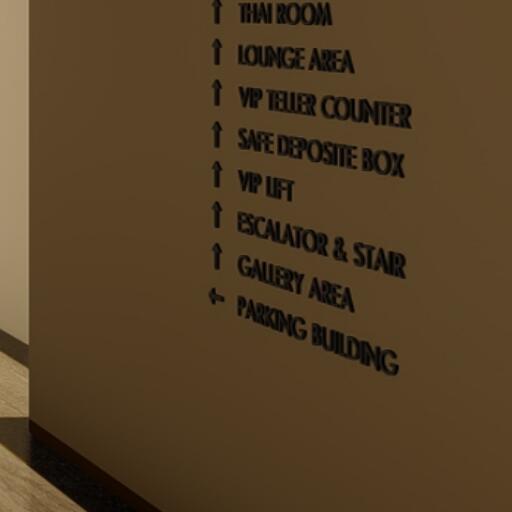 ↑ THAI ROOM
↑ LOUNGE AREA
↑ VIP TELLER COUNTER
↑ SAFE DEPOSITE BOX
↑ VIP LIFT
↑ ESCALATOR & STAIR
↑ GALLERY AREA
← PARKING BUILDING